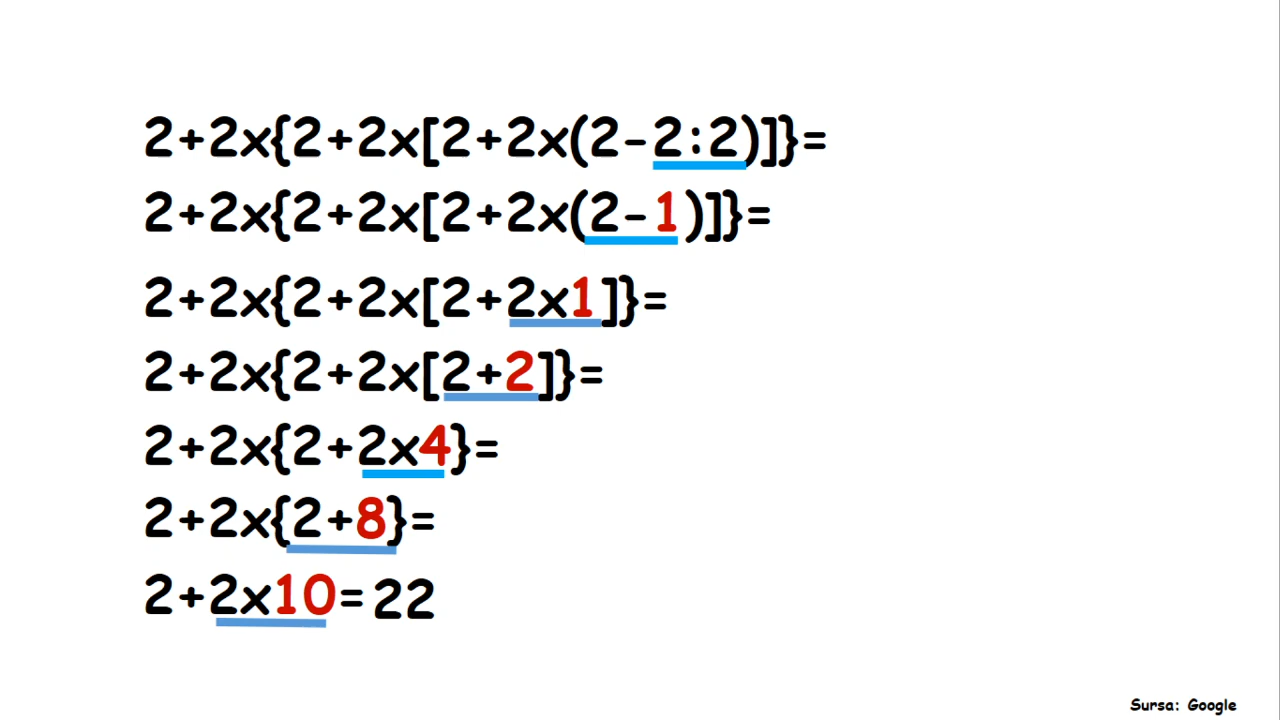 2+2x{2+2x[2+2x(2-2:2)]}=
2+2x{2+2x[2+2x(2-1)]}=
2+2x{2+2x[2+2x1]}=
2+2x{2+2x[2+2]}=
2+2x{2+2x4}=
2+2x{2+8}=
2+2x10=22
Sursa: Google